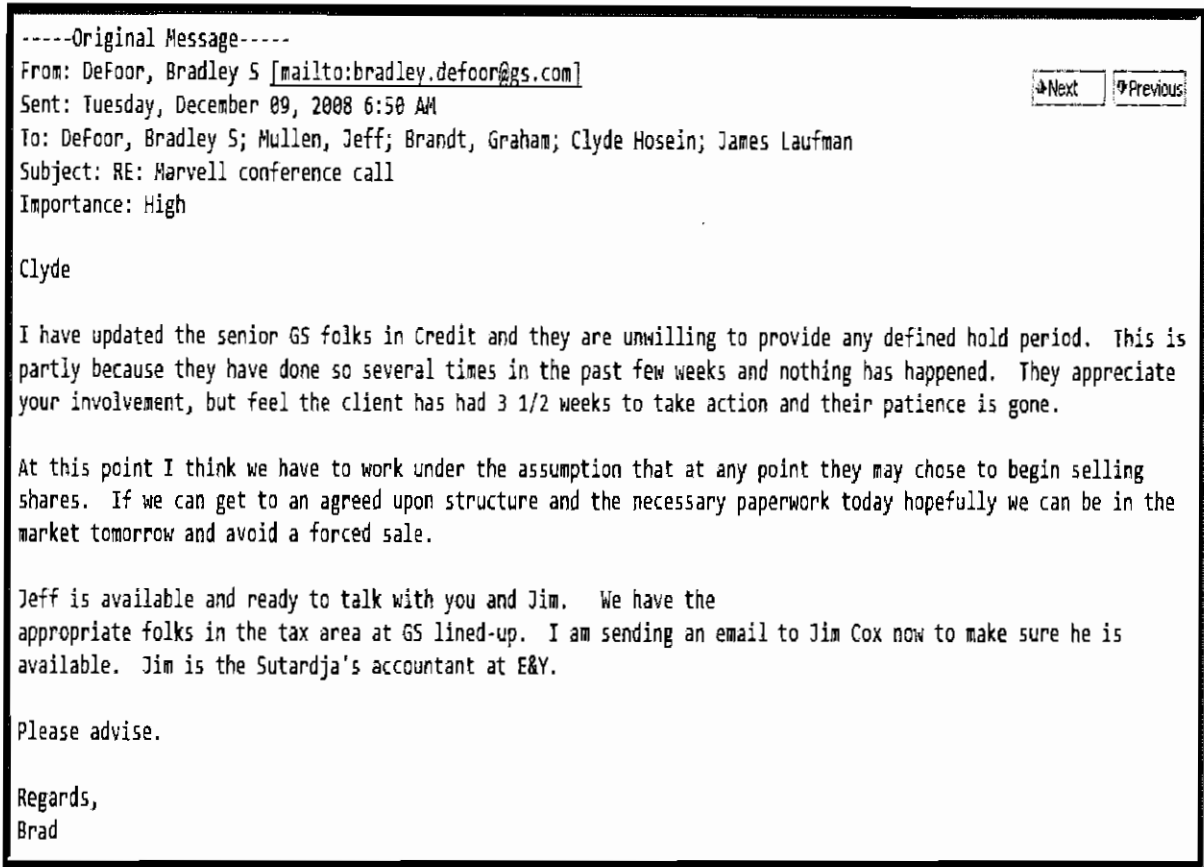 -----Original Message-----
From: DeFoor, Bradley S [mailto:bradley.defoor@gs.com]
Next Previous
Sent: Tuesday, December 09, 2008 6:50 AM
To: DeFoor, Bradley S; Mullen, Jeff; Brandt, Graham; Clyde Hosein; James Laufman
Subject: RE: Marvell conference call
Importance: High
Clyde
I have updated the senior GS folks in Credit and they are unwilling to provide any defined hold period.  This is
partly because they have done so several times in the past few weeks and nothing has happened.  They appreciate
your involvement, but feel the client has had 3 1/2 weeks to take action and their patience is gone.
At this point I think we have to work under the assumption that at any point they may chose to begin selling
shares.  If we can get to an agreed upon structure and the necessary paperwork today hopefully we can be in the
market tomorrow and avoid a forced sale.
Jeff is available and ready to talk with you and Jim.   We have the
appropriate folks in the tax area at GS lined-up.  I am sending an email to Jim Cox now to make sure he is
available.  Jim is the Sutardja's accountant at E&Y.
Please advise.
Regards,
Brad